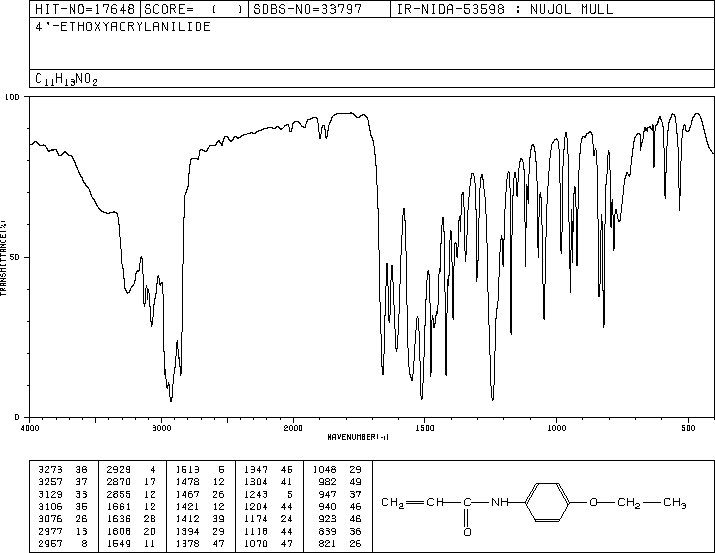 HIT-NO=17648 SCORE= ( ) SDBS-NO=33797 IR-NIDA-53598 : NUJOL MULL
4'-ETHOXYACRYLANILIDE
C11H13NO2
100
50
0
TRANSMITTANCE(%)
4000 3000 2000 1500 1000 500
WAVENUMBER(-1)
3273 36 2929 4 1513 5 1347 46 1048 29
3257 37 2870 17 1478 12 1304 41 982 49
3129 33 2855 12 1467 26 1243 5 947 37
3106 35 1661 12 1421 12 1204 44 940 46
3076 26 1636 28 1412 39 1174 24 923 46
2977 13 1608 20 1394 29 1118 44 839 36
2957 8 1549 11 1378 47 1070 47 821 26
CH2 CH C NH O CH2 CH3
O